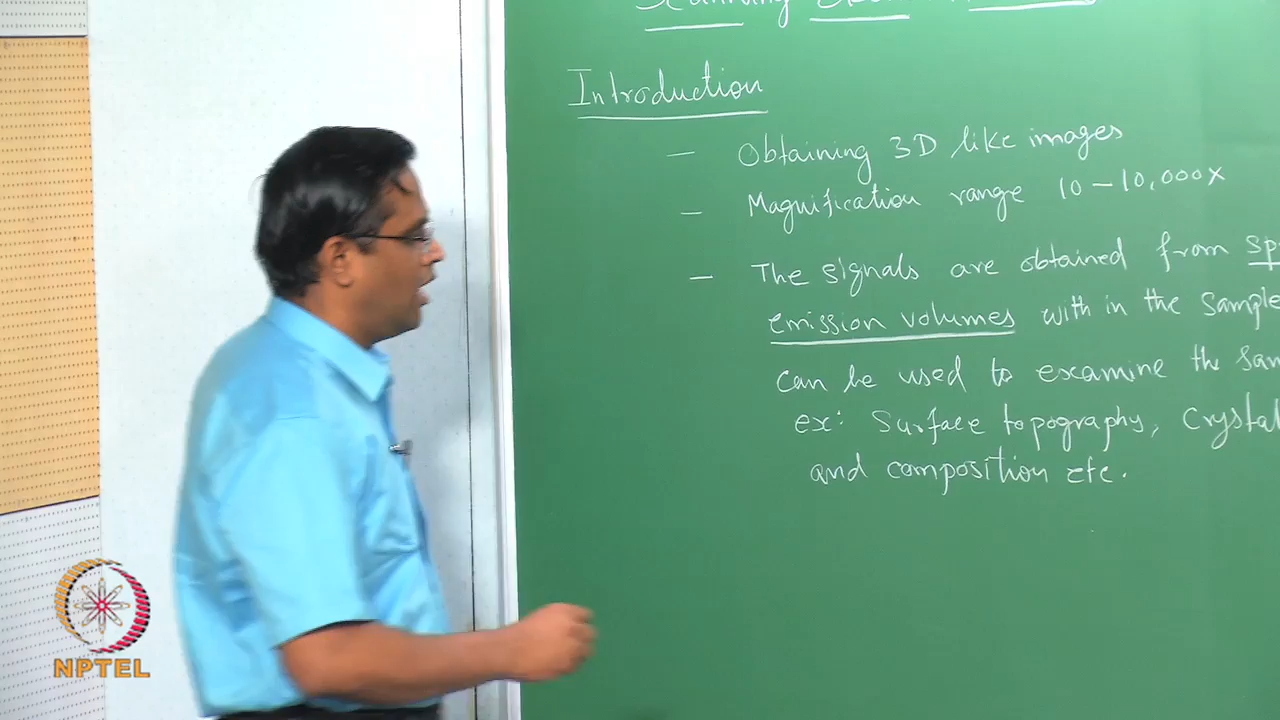 Scanning
Introduction
— Obtaining 3D like images
— Magnification range 10 – 10,000x
— The signals are obtained from
emission volumes with in the sample
can be used to examine the
ex: Surface topography, Crystal
and composition etc.
NPTEL